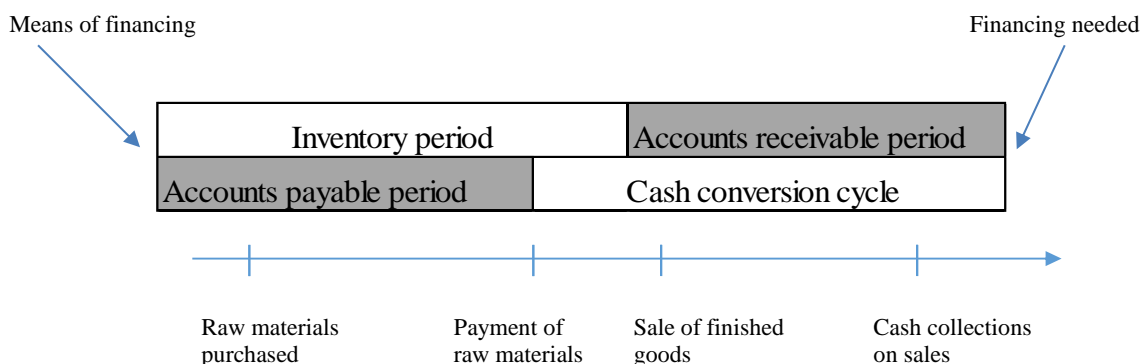 Means of financing
Financing needed
Inventory period
Accounts receivable period
Accounts payable period
Cash conversion cycle
Raw materials
purchased
Payment of
raw materials
Sale of finished
goods
Cash collections
on sales